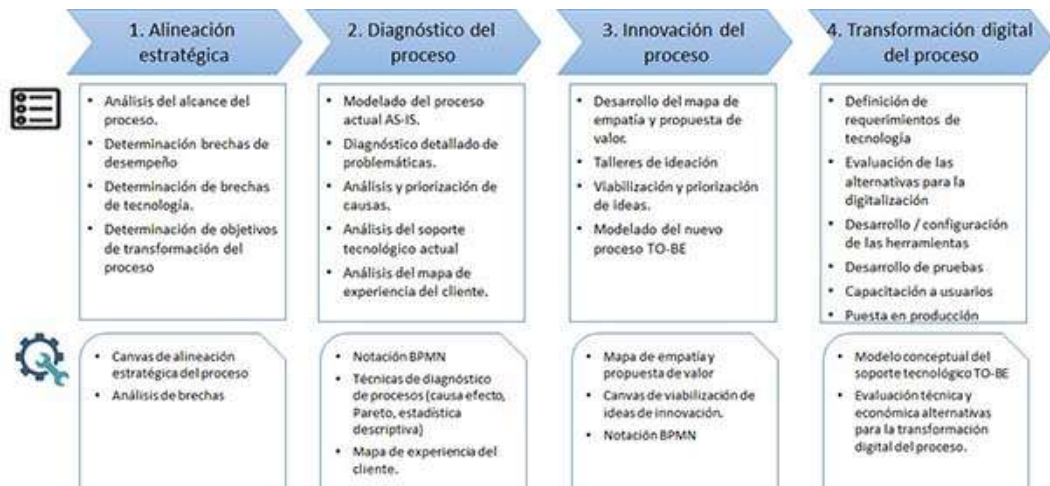 1. Alineación
estratégica
2. Diagnóstico del
proceso
3. Innovación del
proceso
4. Transformación digital
del proceso
• Análisis del alcance del
proceso.
• Determinación brechas de
desempeño
• Determinación de brechas
de tecnología.
• Determinación de objetivos
de transformación del
proceso
• Modelado del proceso
actual AS-IS.
• Diagnóstico detallado de
problemáticas.
• Análisis y priorización de
causas.
• Análisis del soporte
tecnológico actual
• Análisis del mapa de
experiencia del cliente.
• Desarrollo del mapa de
empatía y propuesta de
valor.
• Talleres de ideación
• Viabilización y priorización
de ideas.
• Modelado del nuevo
proceso TO-BE
• Definición de
requerimientos de
tecnología
• Evaluación de las
alternativas para la
digitalización
• Desarrollo / configuración
de las herramientas
• Desarrollo de pruebas
• Capacitación a usuarios
• Puesta en producción
• Canvas de alineación
estratégica del proceso
• Análisis de brechas
• Notación BPMN
• Técnicas de diagnóstico
de procesos (causa efecto,
Pareto, estadística
descriptiva)
• Mapa de experiencia del
cliente.
• Mapa de empatía y
propuesta de valor
• Canvas de viabilización de
ideas de innovación.
• Notación BPMN
• Modelo conceptual del
soporte tecnológico TO-BE
• Evaluación técnica y
económica alternativas
para la transformación
digital del proceso.